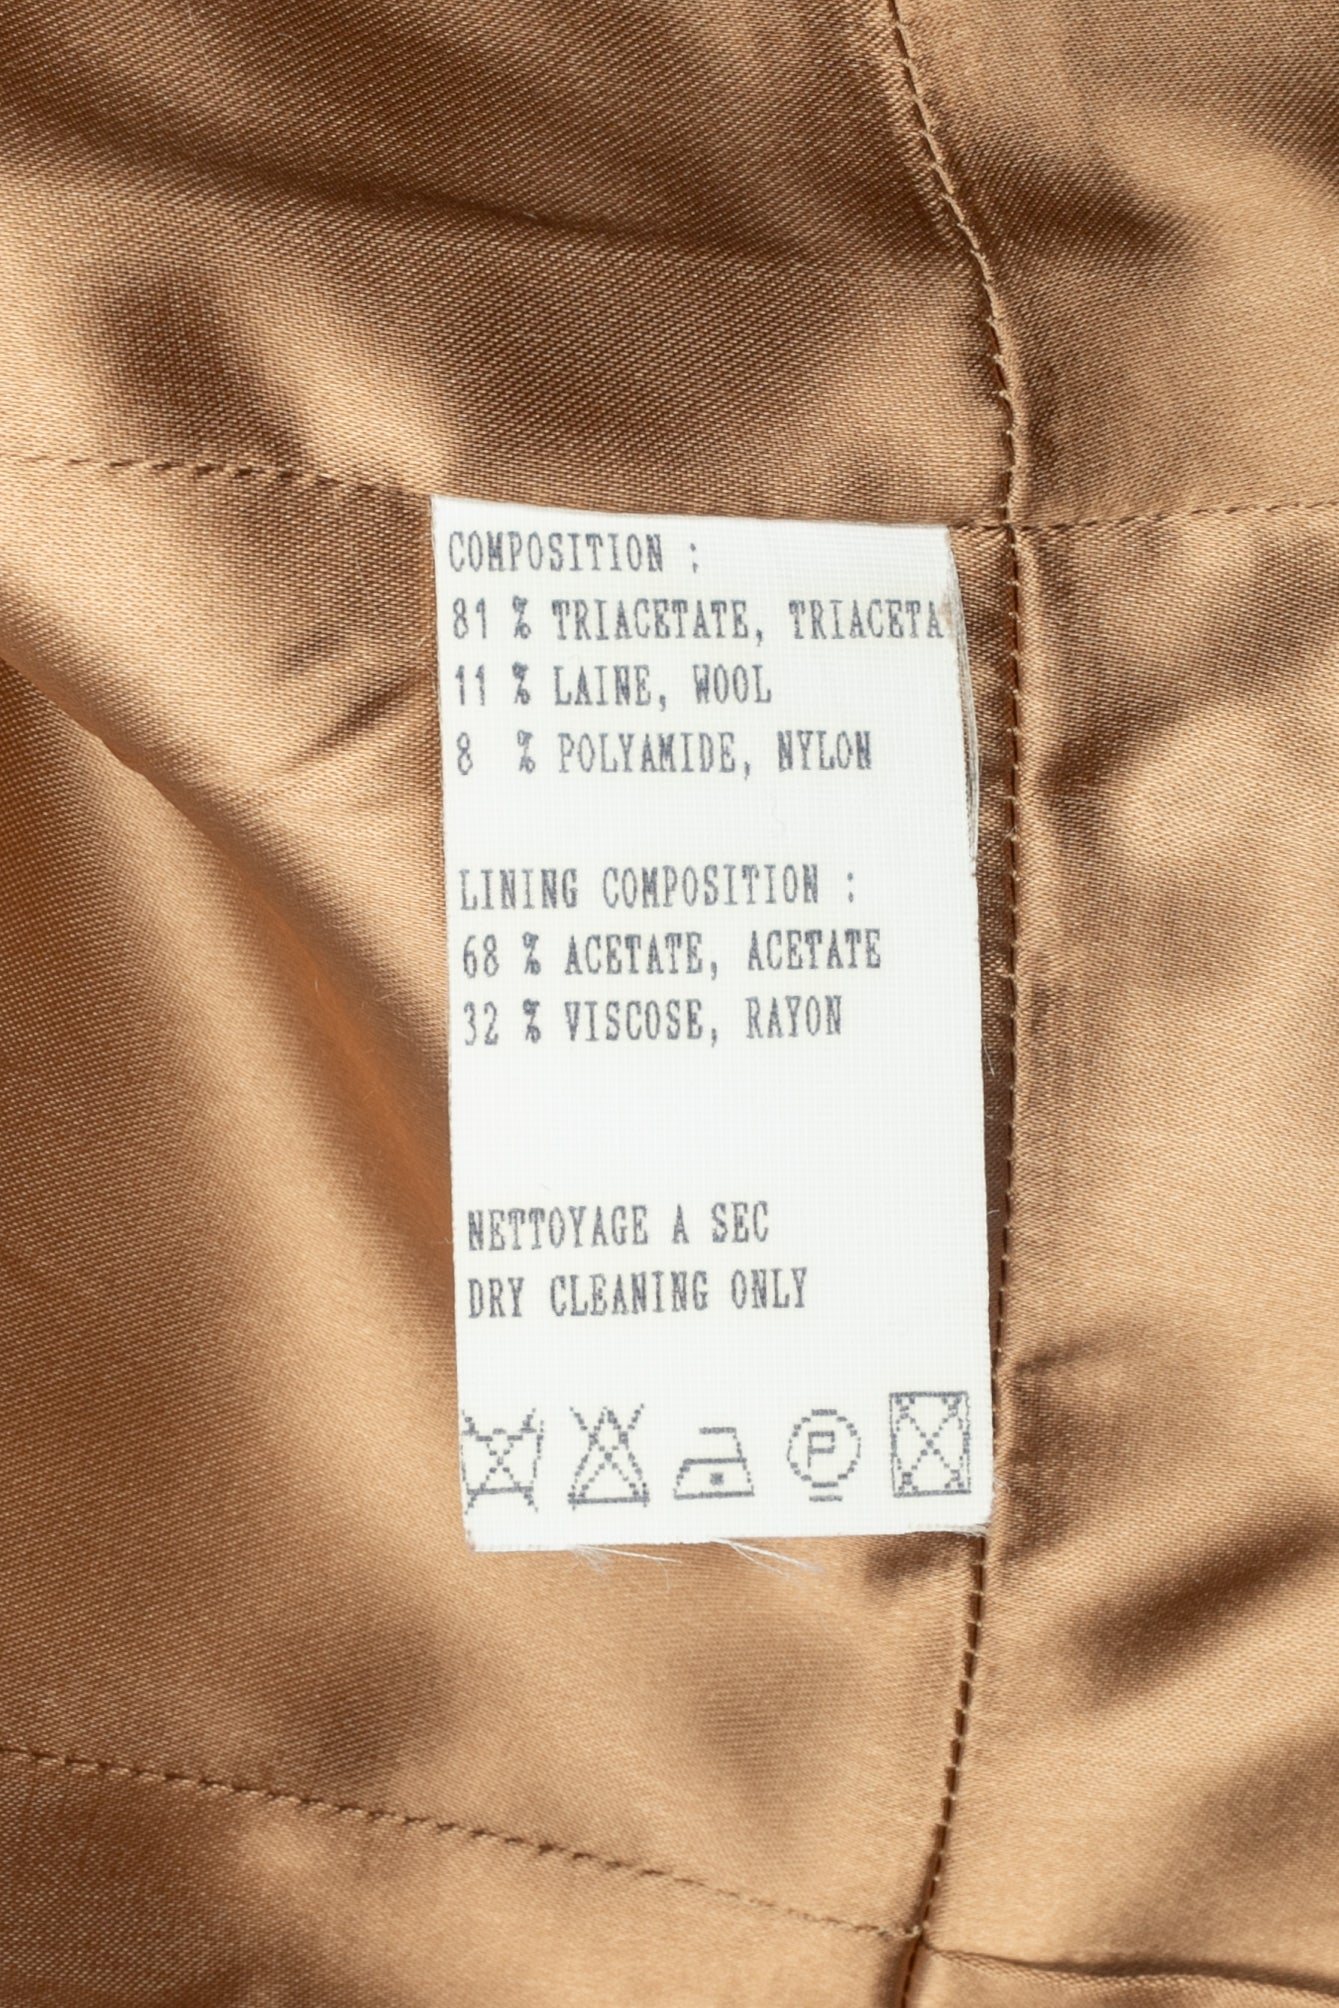 COMPOSITION :
81 % TRIACETATE, TRIACETA
11 % LAINE, WOOL
8 % POLYAMIDE, NYLON
LINING COMPOSITION :
68 % ACETATE, ACETATE
32 % VISCOSE, RAYON
NETTOYAGE A SEC
DRY CLEANING ONLY
P